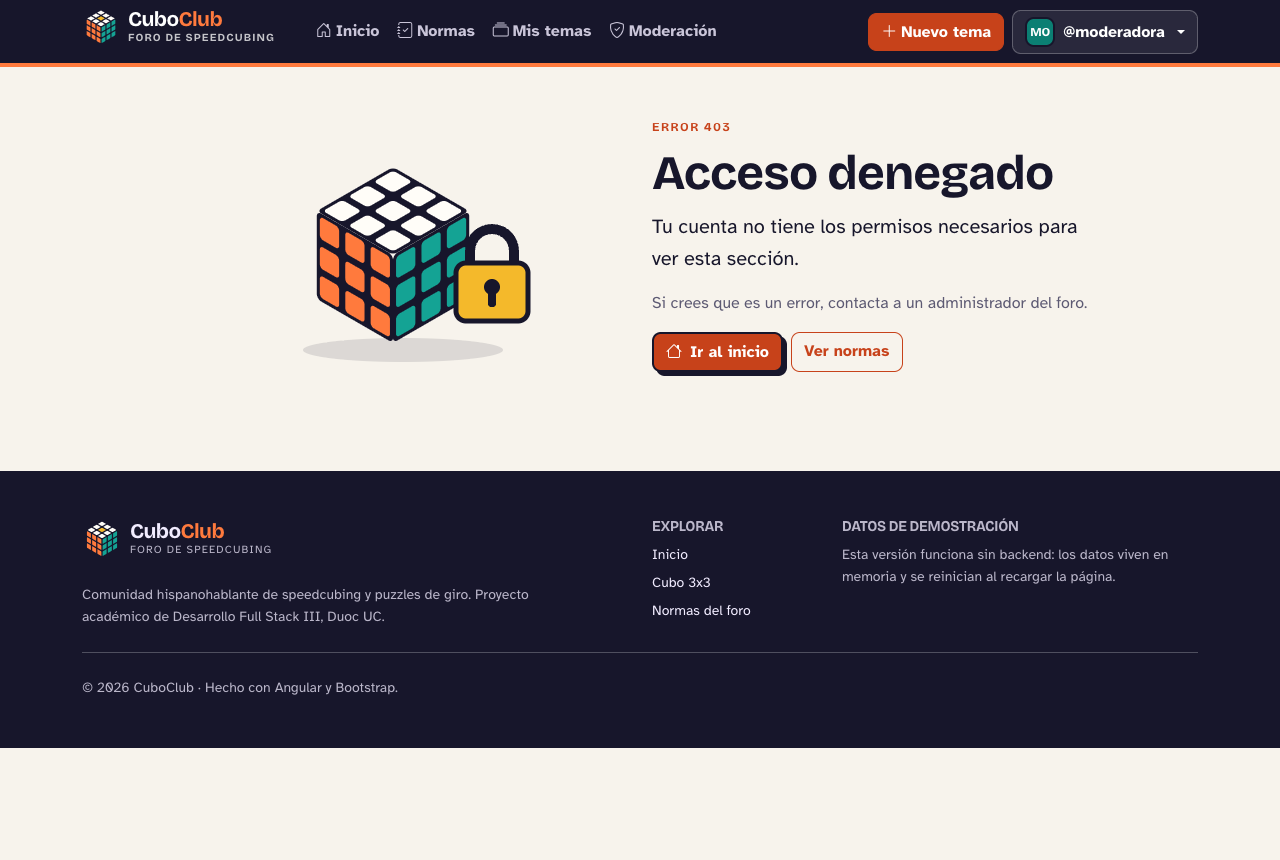 CuboClub
FORO DE SPEEDCUBING
Inicio
Normas
Mis temas
Moderación
Nuevo tema
MO
@moderadora
ERROR 403
Acceso denegado
Tu cuenta no tiene los permisos necesarios para
ver esta sección.
Si crees que es un error, contacta a un administrador del foro.
Ir al inicio
Ver normas
CuboClub
FORO DE SPEEDCUBING
Comunidad hispanohablante de speedcubing y puzzles de giro. Proyecto
académico de Desarrollo Full Stack III, Duoc UC.
EXPLORAR
Inicio
Cubo 3x3
Normas del foro
DATOS DE DEMOSTRACIÓN
Esta versión funciona sin backend: los datos viven en
memoria y se reinician al recargar la página.
© 2026 CuboClub · Hecho con Angular y Bootstrap.